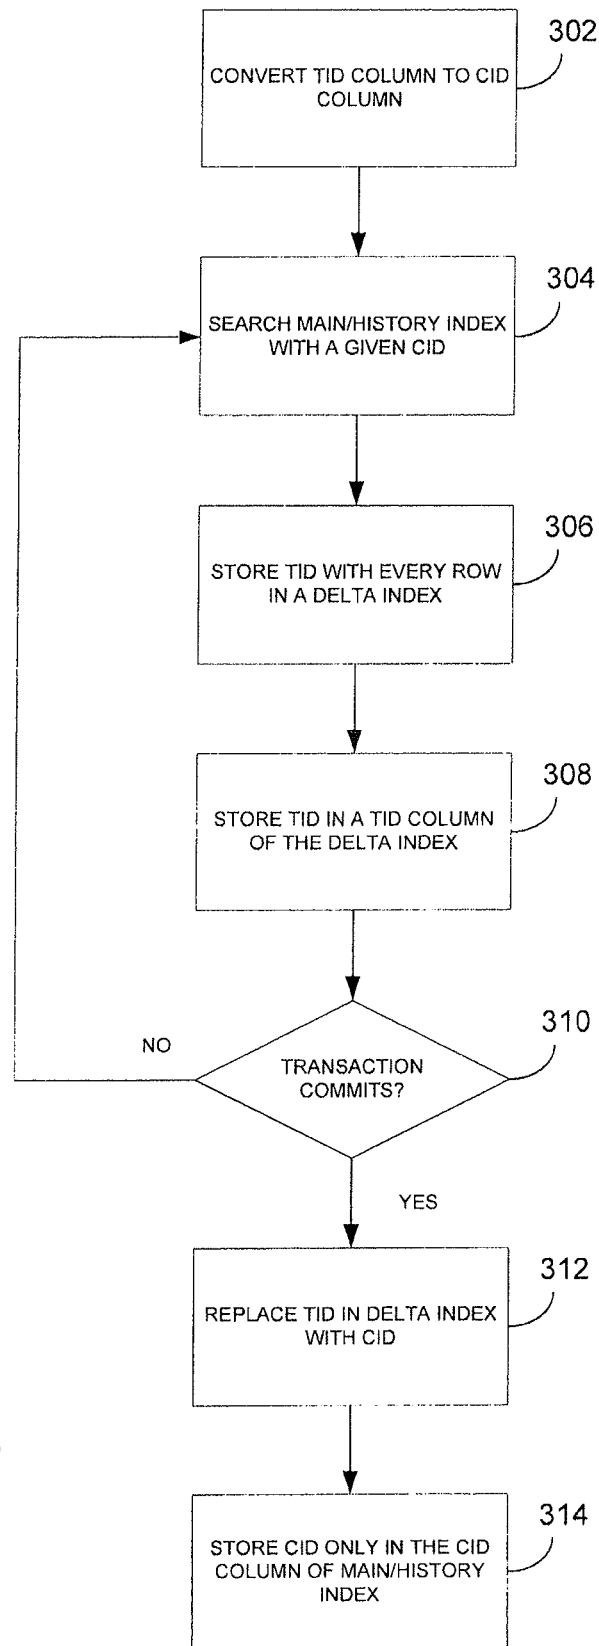 302
CONVERT TID COLUMN TO CID
COLUMN
304
SEARCH MAIN/HISTORY INDEX
WITH A GIVEN CID
306
STORE TID WITH EVERY ROW
IN A DELTA INDEX
308
STORE TID IN A TID COLUMN
OF THE DELTA INDEX
310
NO
TRANSACTION
COMMITS?
YES
312
REPLACE TID IN DELTA INDEX
WITH CID
314
STORE CID ONLY IN THE CID
COLUMN OF MAIN/HISTORY
INDEX